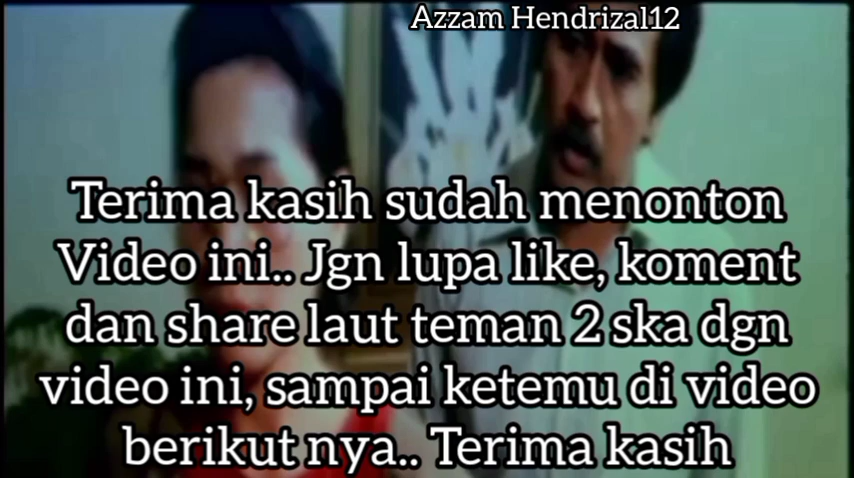 Azzam Hendrizal12
Terima kasih sudah menonton
Video ini.. Jgn lupa like, koment
dan share laut teman 2 ska dgn
video ini, sampai ketemu di video
berikut nya.. Terima kasih